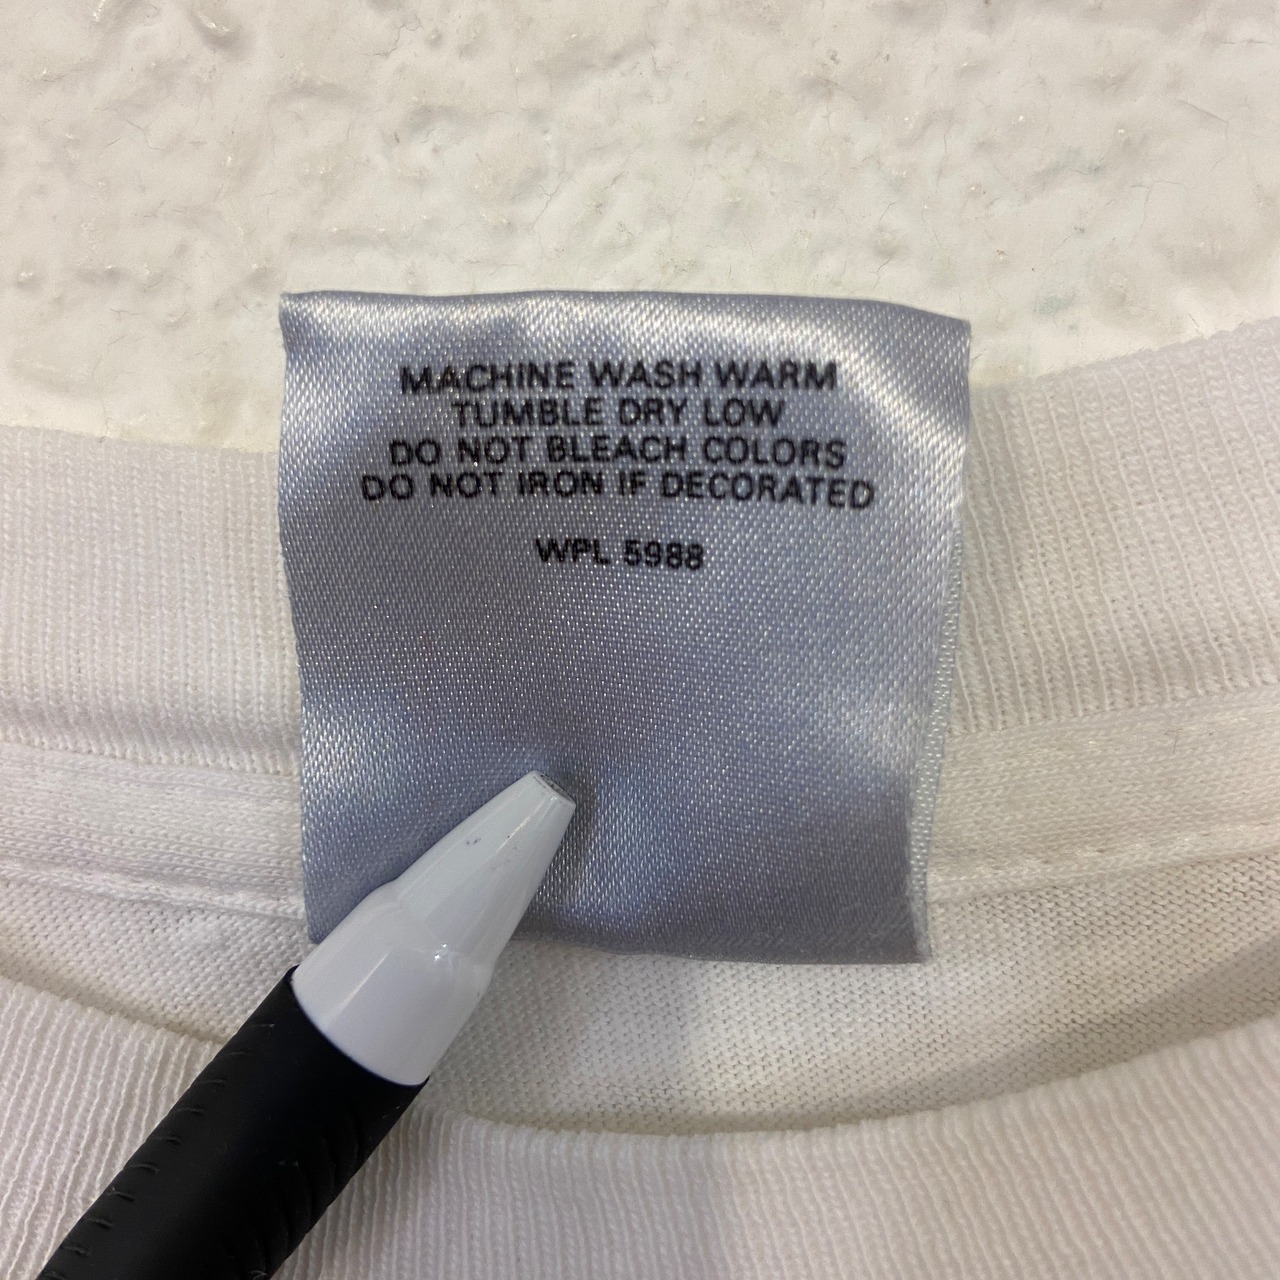 MACHINE WASH WARM
TUMBLE DRY LOW
DO NOT BLEACH COLORS
DO NOT IRON IF DECORATED
WPL 5988